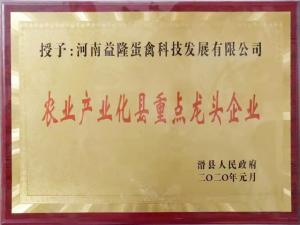 授予:河南益隆蛋禽科技发展有限公司
农业产业化县重点龙头企业
滑县人民政府
二〇二〇年元月